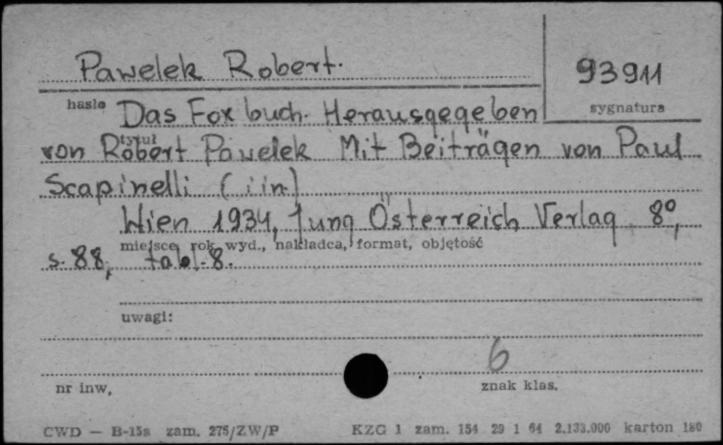 Pawelek Robert.
93911
hasło
sygnatura
Das Fox buch. Herausgegeben
tytuł
von Robert Pawelek Mit Beiträgen von Paul
Scapinelli (i in.)
Wien 1934, Jung Österreich Verlag 8°,
miejsce, rok, wyd., nakładca, format, objętość
s. 88, tabl. 8.
uwagi:
6
nr inw.
znak klas.
CWD — B-15a zam. 275/ZW/P
KZG 1 zam. 154 29 1 64 2.133.000 karton 180